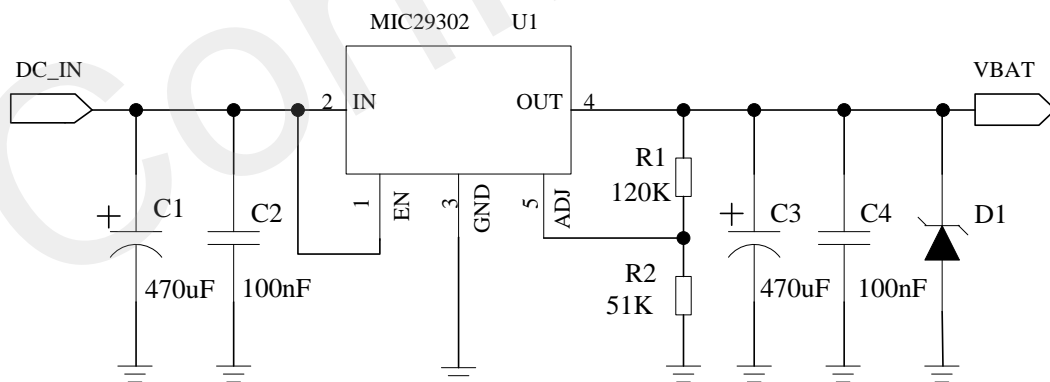 MIC29302 U1
DC_IN
VBAT
2 IN
OUT 4
1 EN
3 GND
5 ADJ
R1
120K
R2
51K
+ C1
470uF
C2
100nF
+ C3
470uF
C4
100nF
D1